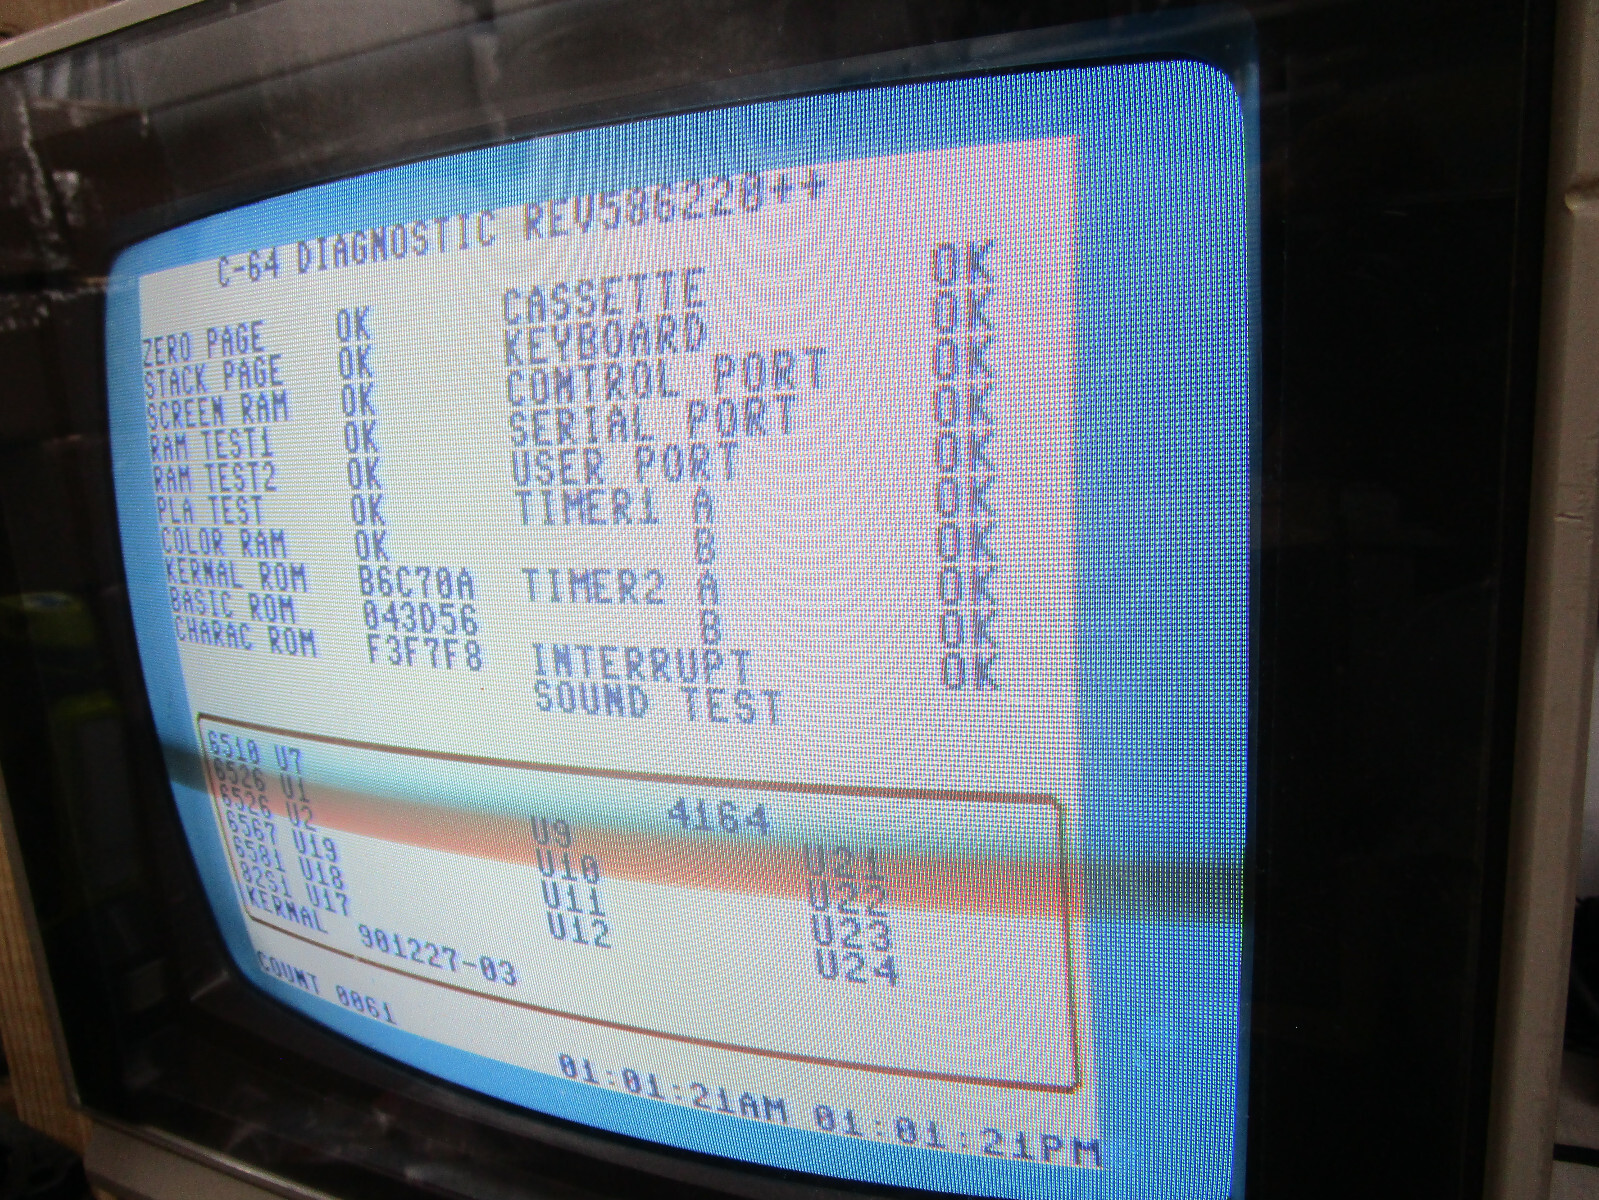 C-64 DIAGNOSTIC REV586220++
ZERO PAGE OK CASSETTE OK
STACK PAGE OK KEYBOARD OK
SCREEN RAM OK CONTROL PORT OK
RAM TEST1 OK SERIAL PORT OK
RAM TEST2 OK USER PORT OK
PLA TEST OK TIMER1 A OK
COLOR RAM OK B OK
KERNAL ROM B6C70A TIMER2 A OK
BASIC ROM 043D56 B OK
CHARAC ROM F3F7F8 INTERRUPT OK
SOUND TEST
6510 U7 4164
6526 U1 U9 U21
6526 U2 U10 U22
6567 U19 U11 U23
6581 U18 U12 U24
82S1 U17
KERNAL 901227-03
COUNT 0061
01:01:21AM 01:01:21PM